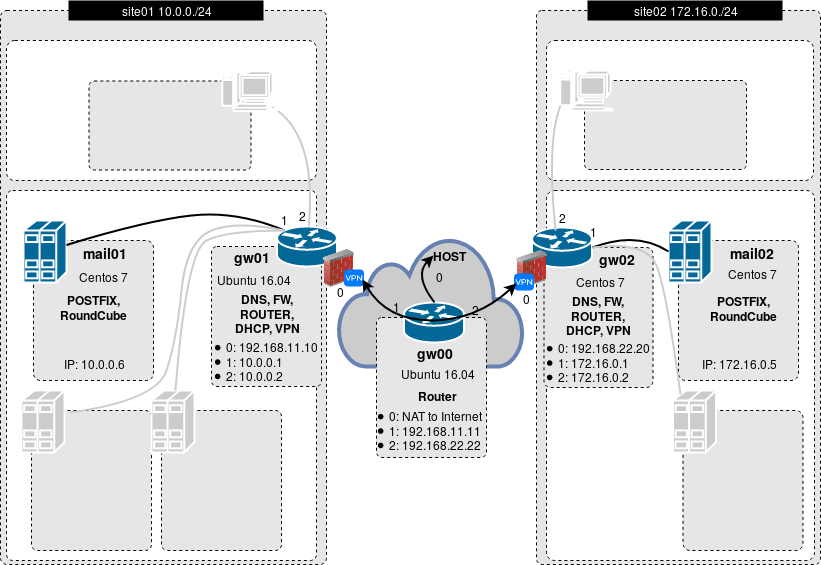 site01 10.0.0./24
site02 172.16.0./24
1
2
mail01
Centos 7
POSTFIX,
RoundCube
IP: 10.0.0.6
gw01
Ubuntu 16.04
DNS, FW,
ROUTER,
DHCP, VPN
0: 192.168.11.10
1: 10.0.0.1
2: 10.0.0.2
VPN
0
HOST
0
1
2
gw00
Ubuntu 16.04
Router
0: NAT to Internet
1: 192.168.11.11
2: 192.168.22.22
VPN
0
2
1
gw02
Centos 7
DNS, FW,
ROUTER,
DHCP, VPN
0: 192.168.22.20
1: 172.16.0.1
2: 172.16.0.2
mail02
Centos 7
POSTFIX,
RoundCube
IP: 172.16.0.5